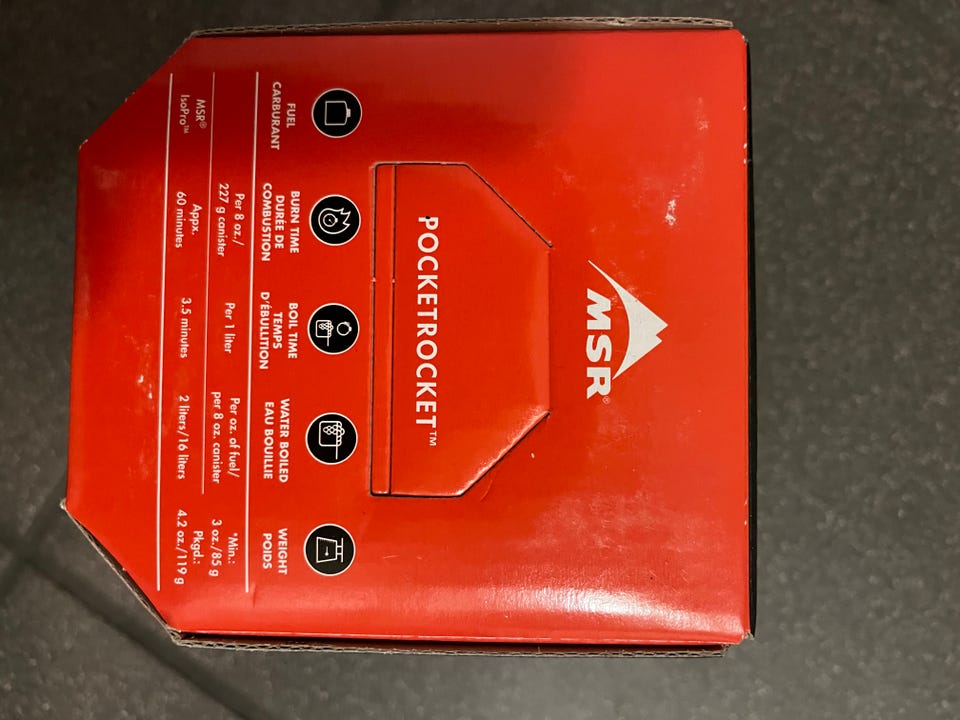 MSR®
POCKETROCKET™
FUEL
CARBURANT
BURN TIME
DURÉE DE
COMBUSTION
BOIL TIME
TEMPS
D'ÉBULLITION
WATER BOILED
EAU BOUILLIE
WEIGHT
POIDS
Per 8 oz./
227 g canister
Per 1 liter
Per oz. of fuel/
per 8 oz. canister
*Min.:
3 oz./85 g
Pkgd.:
4.2 oz./119 g
MSR®
IsoPro™
Appx.
60 minutes
3.5 minutes
2 liters/16 liters